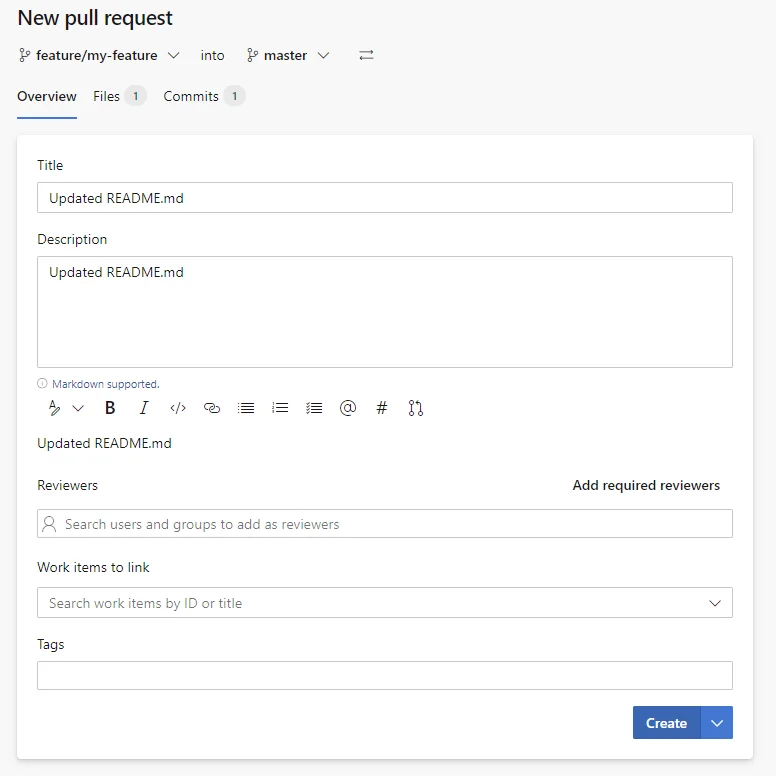 New pull request
feature/my-feature into master
Overview Files 1 Commits 1
Title
Updated README.md
Description
Updated README.md
Markdown supported.
B I </> @ #
Updated README.md
Reviewers Add required reviewers
Search users and groups to add as reviewers
Work items to link
Search work items by ID or title
Tags
Create